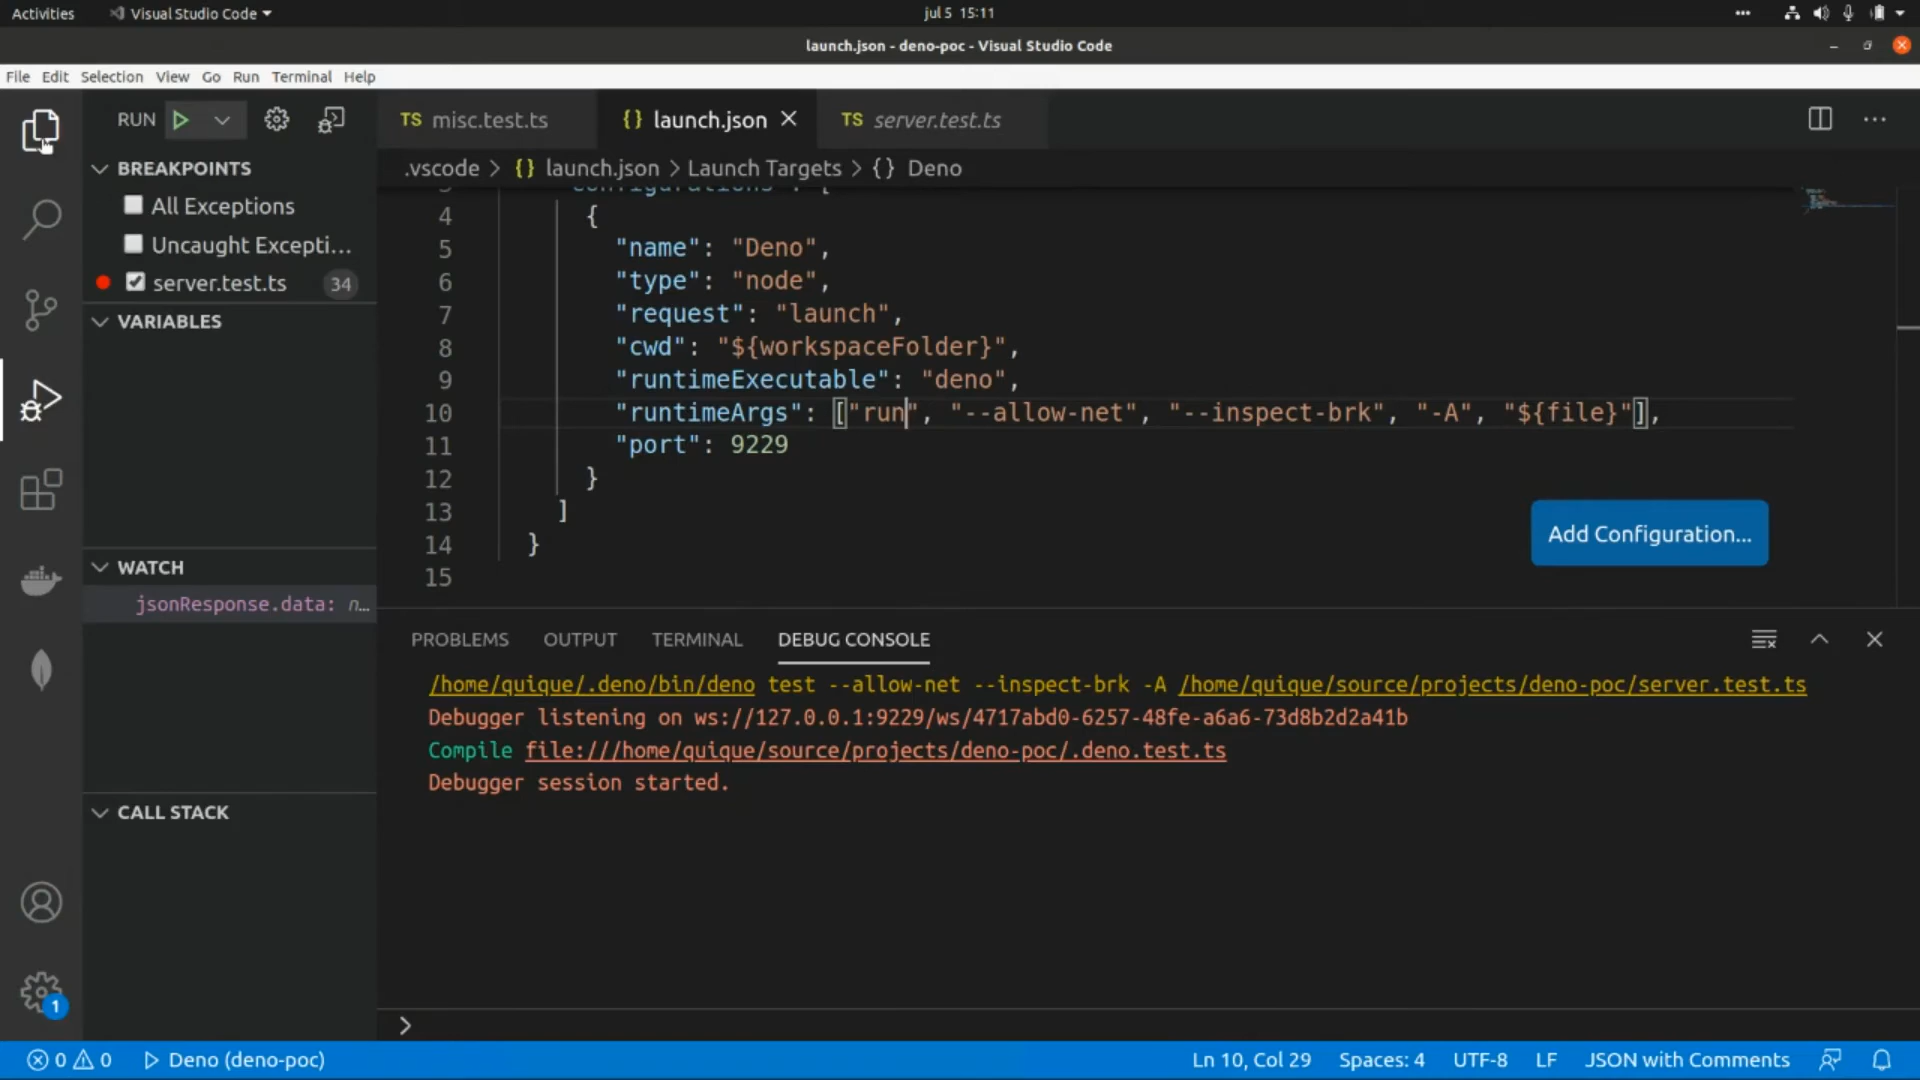 Activities
Visual Studio Code
jul 5 15:11
launch.json - deno-poc - Visual Studio Code
File Edit Selection View Go Run Terminal Help
RUN
TS misc.test.ts
{} launch.json
TS server.test.ts
.vscode > {} launch.json > Launch Targets > {} Deno
BREAKPOINTS
All Exceptions
Uncaught Excepti...
server.test.ts 34
VARIABLES
WATCH
jsonResponse.data: n...
CALL STACK
4 {
5 "name": "Deno",
6 "type": "node",
7 "request": "launch",
8 "cwd": "${workspaceFolder}",
9 "runtimeExecutable": "deno",
10 "runtimeArgs": ["run", "--allow-net", "--inspect-brk", "-A", "${file}"],
11 "port": 9229
12 }
13 ]
14 }
15
Add Configuration...
PROBLEMS OUTPUT TERMINAL DEBUG CONSOLE
/home/quique/.deno/bin/deno test --allow-net --inspect-brk -A /home/quique/source/projects/deno-poc/server.test.ts
Debugger listening on ws://127.0.0.1:9229/ws/4717abd0-6257-48fe-a6a6-73d8b2d2a41b
Compile file:///home/quique/source/projects/deno-poc/.deno.test.ts
Debugger session started.
1
0 0 Deno (deno-poc)
Ln 10, Col 29 Spaces: 4 UTF-8 LF JSON with Comments